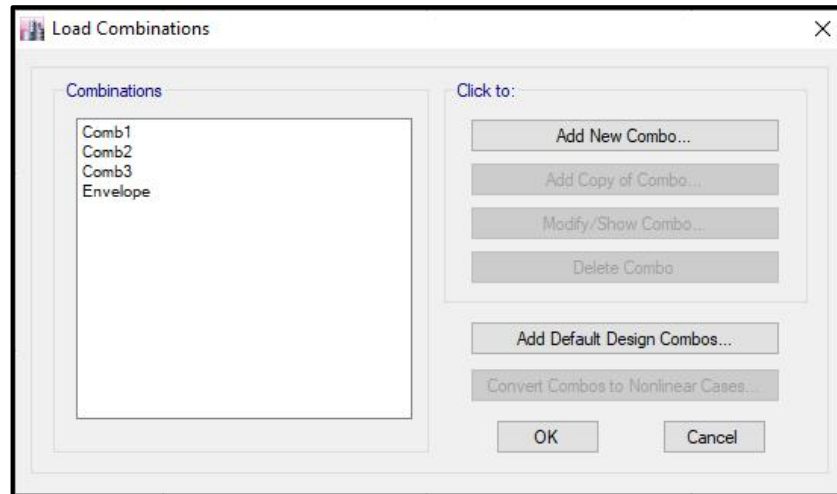 Load Combinations
Combinations
Comb1
Comb2
Comb3
Envelope
Click to:
Add New Combo...
Add Copy of Combo...
Modify/Show Combo...
Delete Combo
Add Default Design Combos...
Convert Combos to Nonlinear Cases...
OK
Cancel